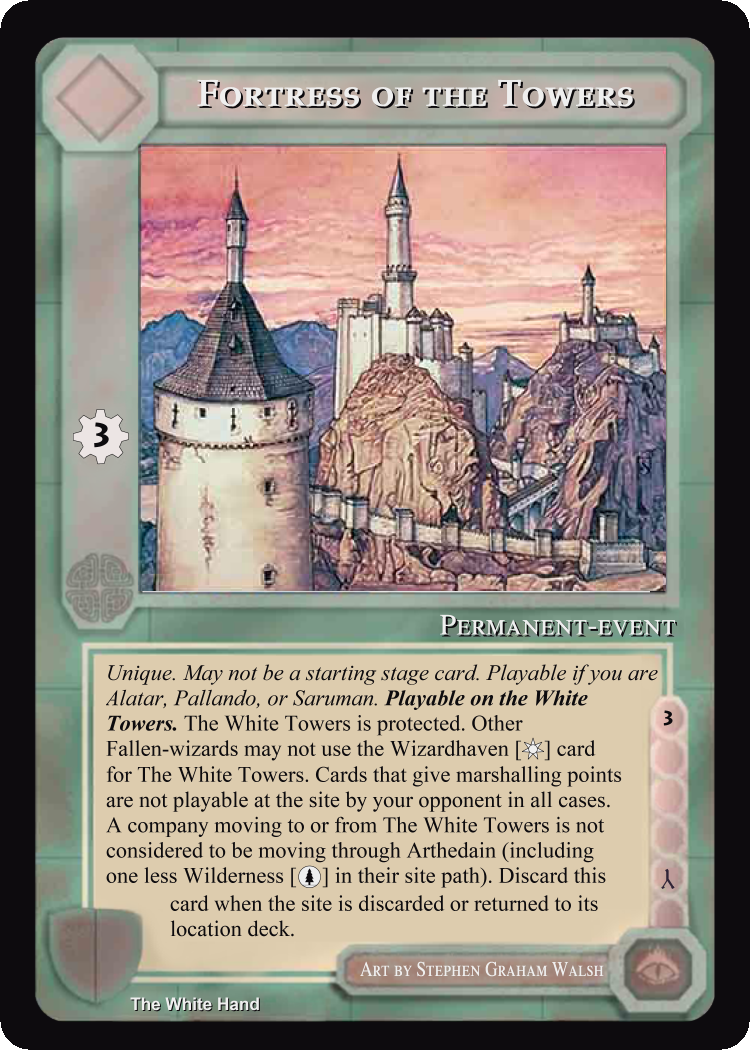 Fortress of the Towers
3
Permanent-event
Unique. May not be a starting stage card. Playable if you are
Alatar, Pallando, or Saruman. Playable on the White
Towers. The White Towers is protected. Other
Fallen-wizards may not use the Wizardhaven [ ] card
for The White Towers. Cards that give marshalling points
are not playable at the site by your opponent in all cases.
A company moving to or from The White Towers is not
considered to be moving through Arthedain (including
one less Wilderness [ ] in their site path). Discard this
card when the site is discarded or returned to its
location deck.
3
Art by Stephen Graham Walsh
The White Hand